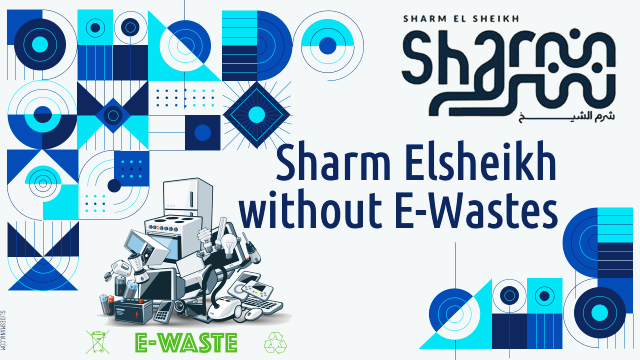 SHARM EL SHEIKH
Sharm
شرم الشيخ
Sharm Elsheikh
without E-Wastes
E-WASTE